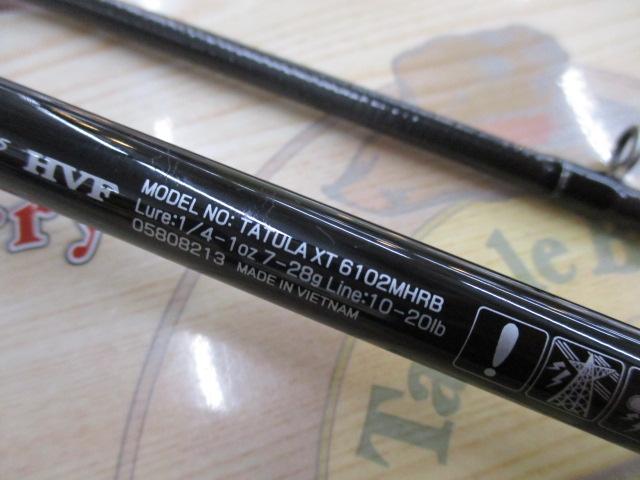 HVF
MODEL NO: TATULA XT 6102MHRB
Lure:1/4-1oz 7-28g Line:10-20lb
05808213 MADE IN VIETNAM